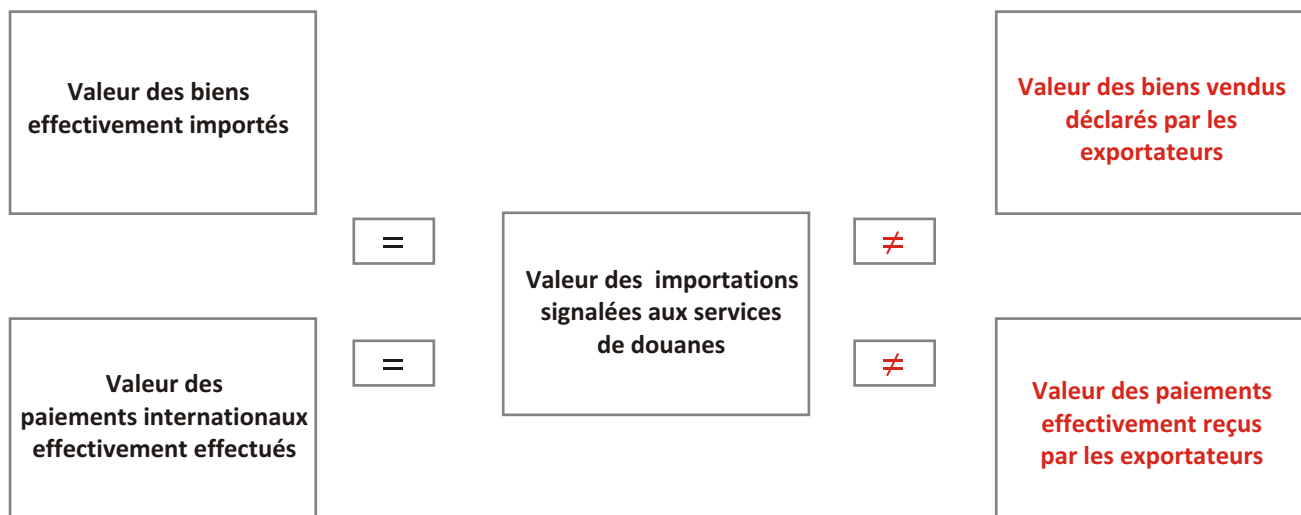 Valeur des biens
effectivement importés
Valeur des biens vendus
déclarés par les
exportateurs
=
≠
Valeur des importations
signalées aux services
de douanes
=
≠
Valeur des
paiements internationaux
effectivement effectués
Valeur des paiements
effectivement reçus
par les exportateurs